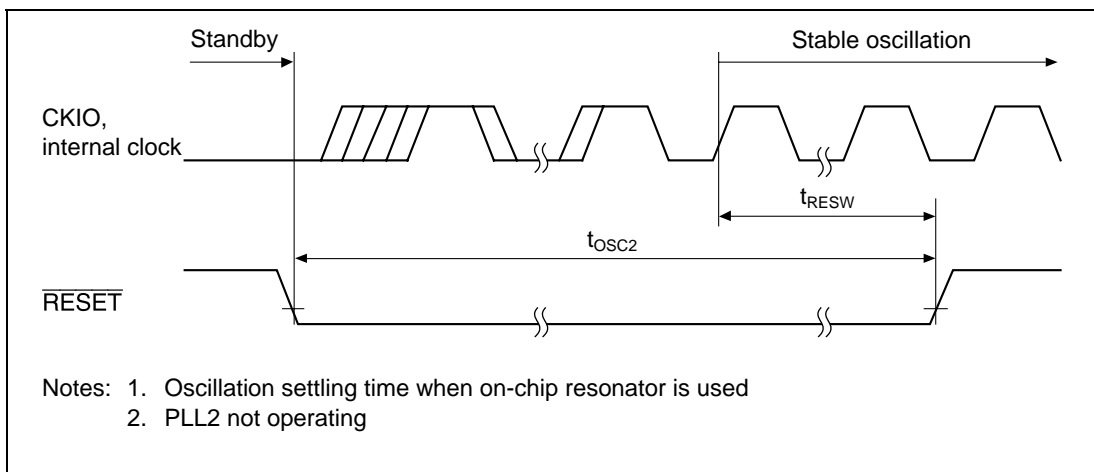 Standby
Stable oscillation
CKIO,
internal clock
tRESW
tOSC2
RESET
Notes: 1. Oscillation settling time when on-chip resonator is used
2. PLL2 not operating